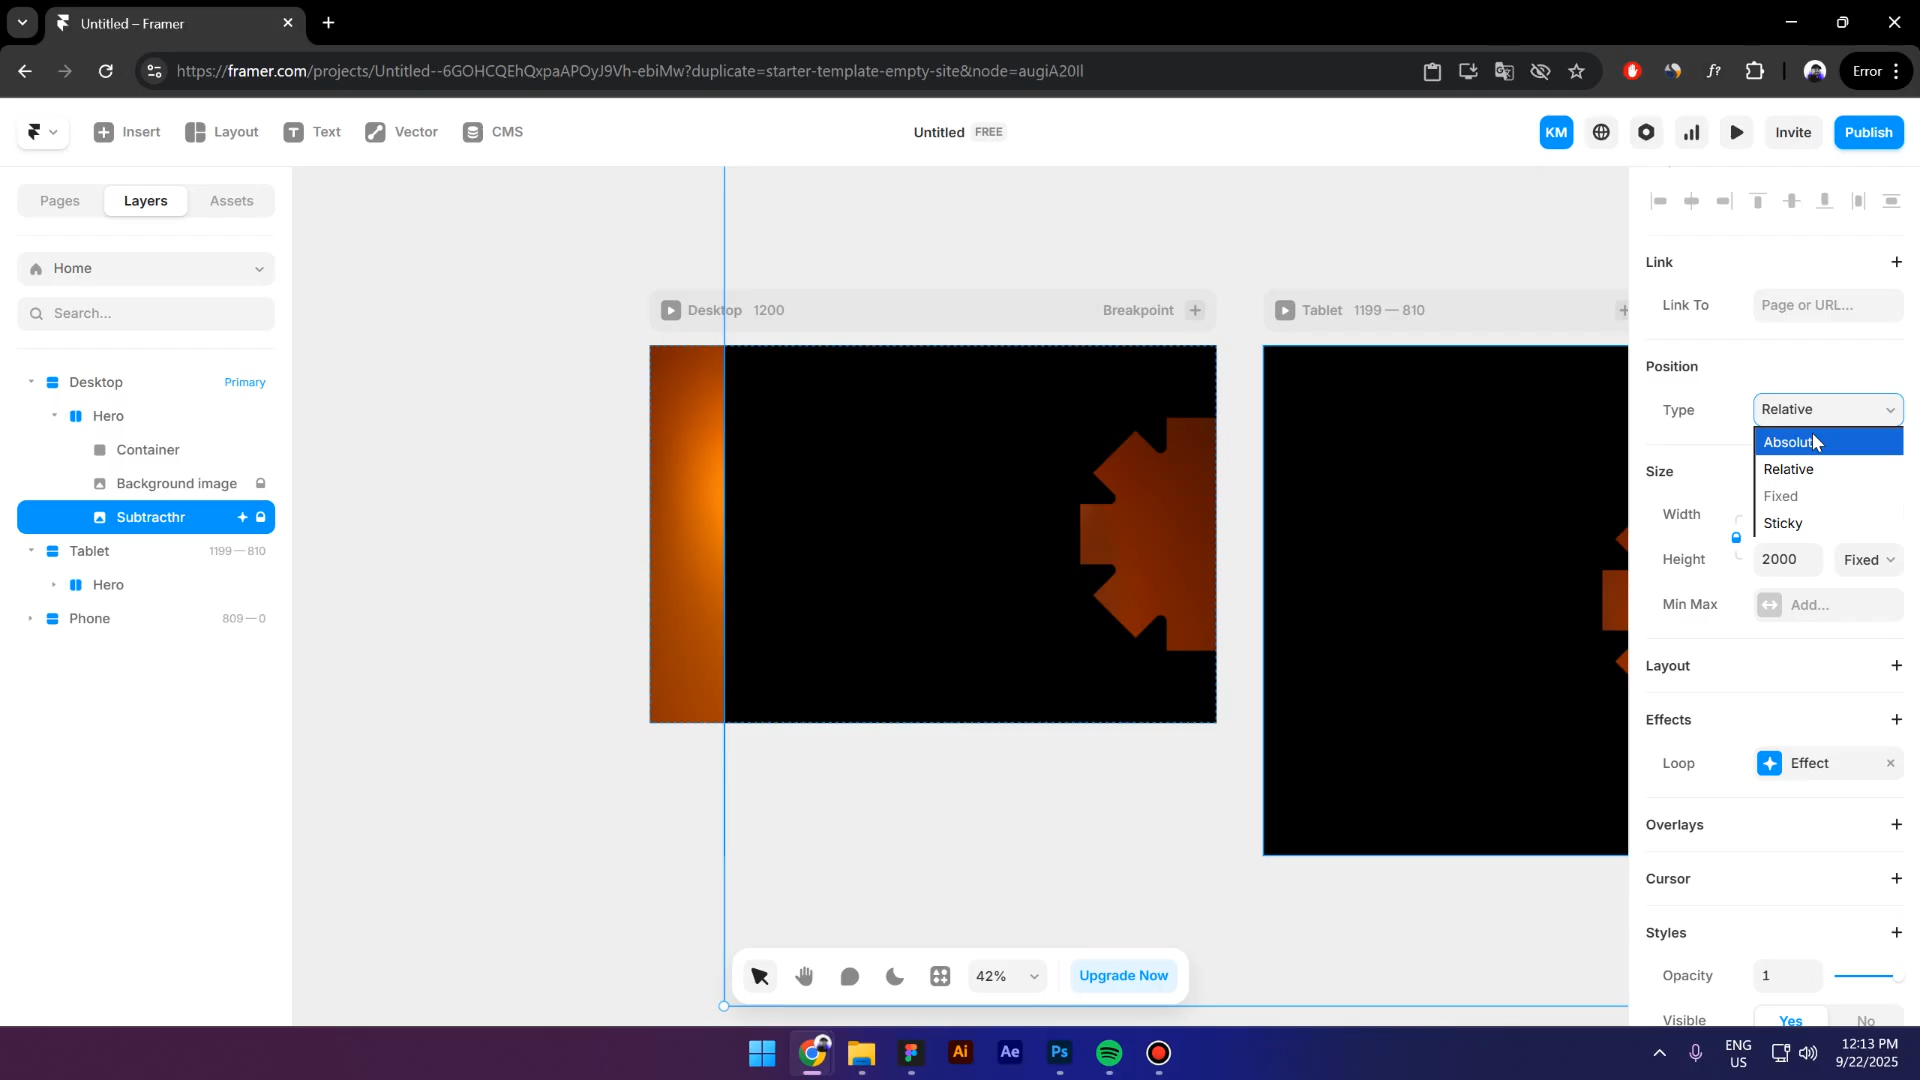 Untitled – Framer
https://framer.com/projects/Untitled--6GOHCQEhQxpaAPOyJ9Vh-ebiMw?duplicate=starter-template-empty-site&node=augiA20Il
Error
Insert
Layout
Text
Vector
CMS
Untitled FREE
KM
Invite
Publish
Pages
Layers
Assets
Home
Search...
Desktop Primary
Hero
Container
Background image
Subtracthr
Tablet 1199 — 810
Hero
Phone 809 — 0
Desktop 1200
Breakpoint
Tablet 1199 — 810
42%
Upgrade Now
Link
Link To Page or URL...
Position
Type Relative
Absolut
Relative
Fixed
Sticky
Size
Width
Height 2000 Fixed
Min Max Add...
Layout
Effects
Loop Effect
Overlays
Cursor
Styles
Opacity 1
Visible Yes No
Ai
Ae
Ps
ENG
US
12:13 PM
9/22/2025